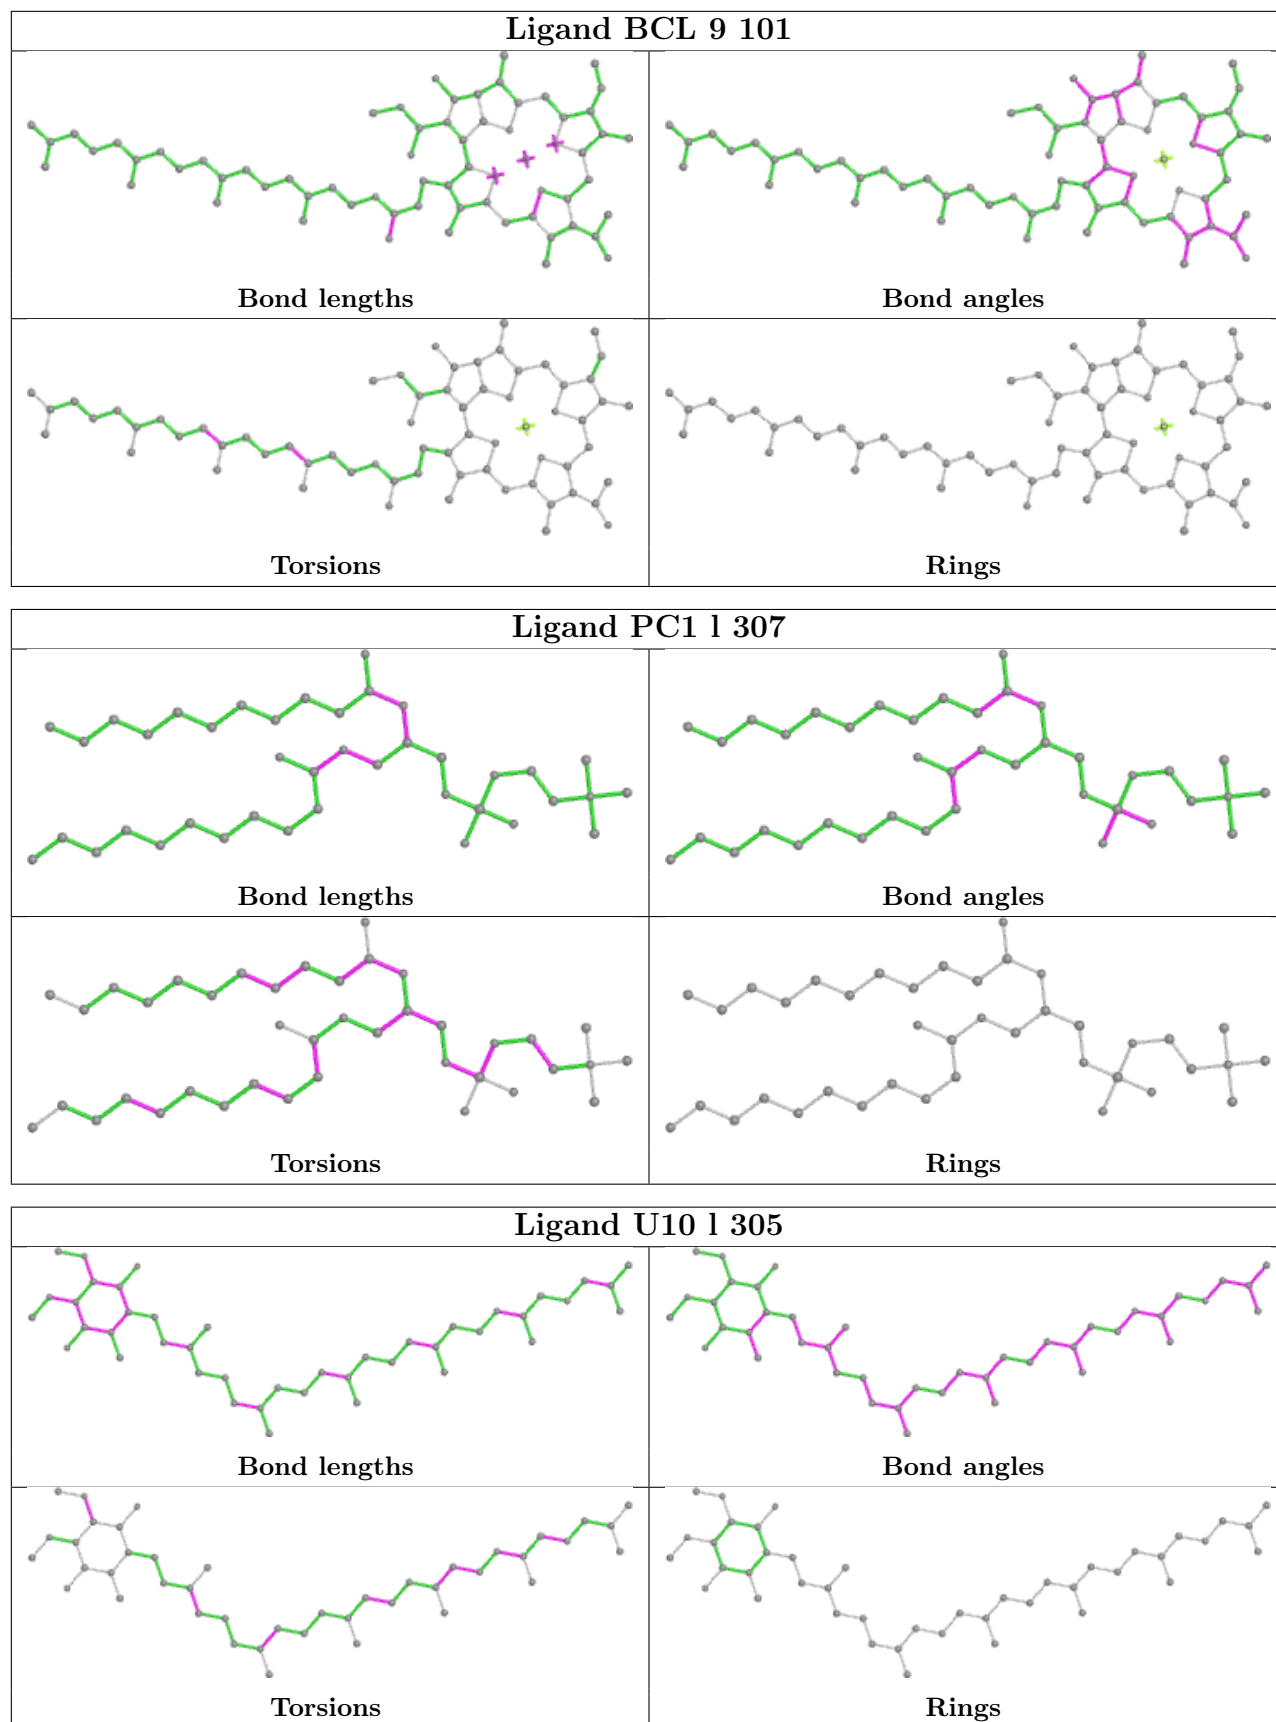 Ligand BCL 9 101
Bond lengths
Bond angles
Torsions
Rings
Ligand PC1 l 307
Bond lengths
Bond angles
Torsions
Rings
Ligand U10 l 305
Bond lengths
Bond angles
Torsions
Rings